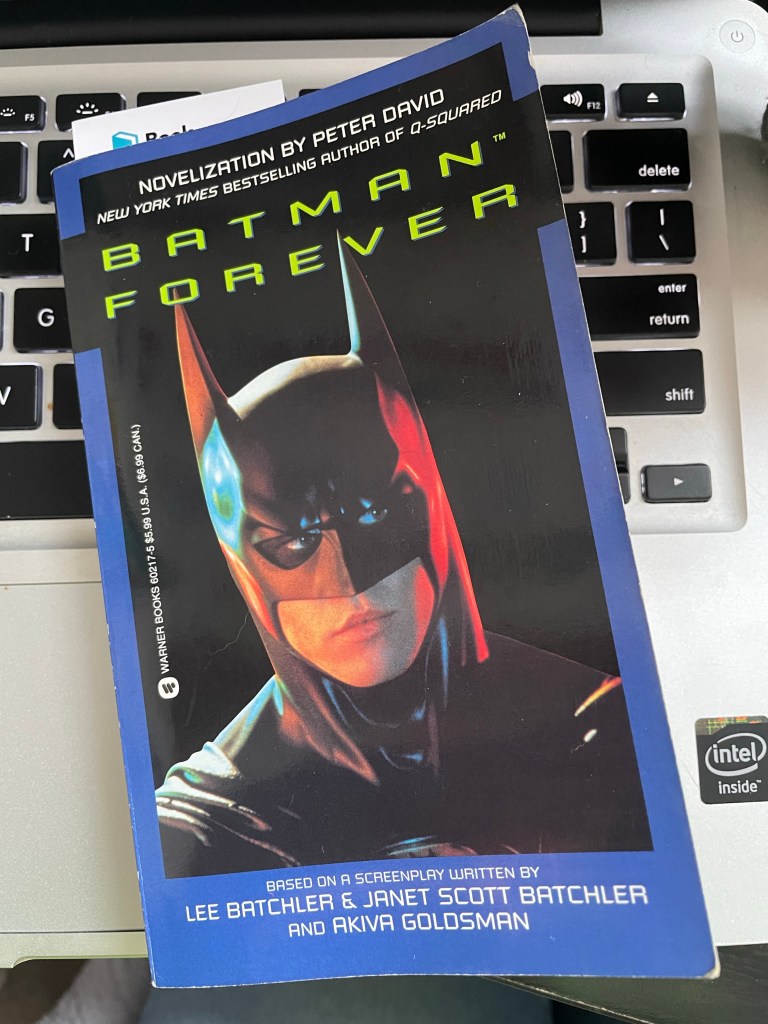 NOVELIZATION BY PETER DAVID
NEW YORK TIMES BESTSELLING AUTHOR OF Q-SQUARED
BATMAN™
FOREVER
WARNER BOOKS 60217-5 $5.99 U.S.A. ($6.99 CAN.)
BASED ON A SCREENPLAY WRITTEN BY
LEE BATCHLER & JANET SCOTT BATCHLER
AND AKIVA GOLDSMAN
F5
F12
delete
T
}
]
|
\
G
enter
return
V
shift
intel
inside™